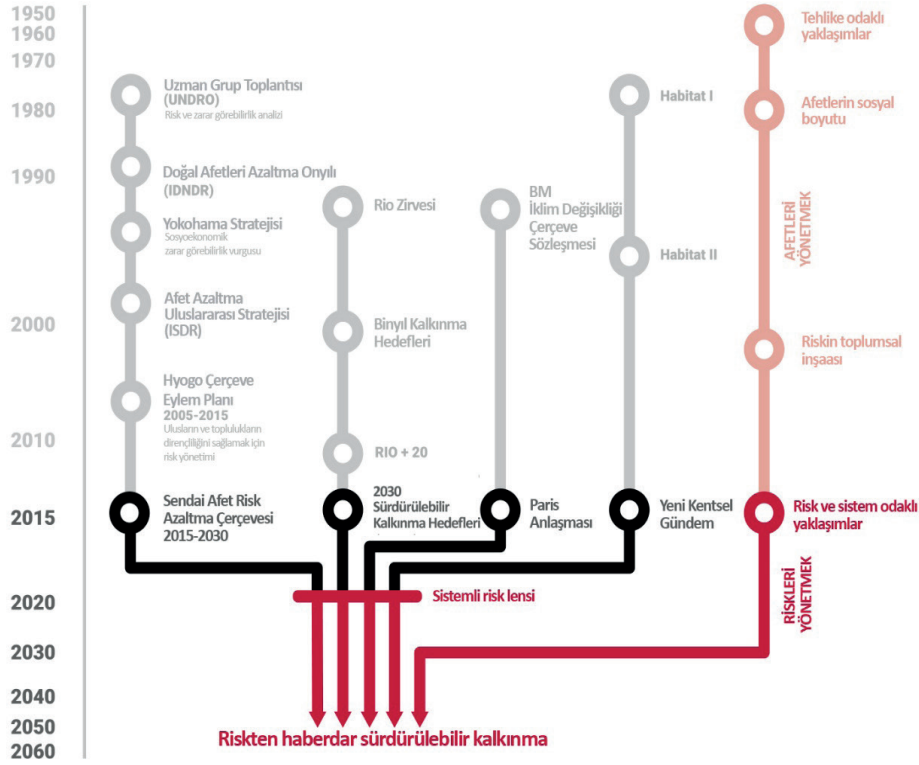 1950
1960
1970
1980
1990
2000
2010
2015
2020
2030
2040
2050
2060
Uzman Grup Toplantısı
(UNDRO)
Risk ve zarar görebilirlik analizi
Doğal Afetleri Azaltma Onyılı
(IDNDR)
Yokohama Stratejisi
Sosyoekonomik
zarar görebilirlik vurgusu
Afet Azaltma
Uluslararası Stratejisi
(ISDR)
Hyogo Çerçeve
Eylem Planı
2005-2015
Ulusların ve toplulukların
dirençliliğini sağlamak için
risk yönetimi
Sendai Afet Risk
Azaltma Çerçevesi
2015-2030
Rio Zirvesi
Binyıl Kalkınma
Hedefleri
RIO + 20
2030
Sürdürülebilir
Kalkınma Hedefleri
BM
İklim Değişikliği
Çerçeve
Sözleşmesi
Paris
Anlaşması
Habitat I
Habitat II
Yeni Kentsel
Gündem
Tehlike odaklı
yaklaşımlar
Afetlerin sosyal
boyutu
AFETLERİ
YÖNETMEK
Riskin toplumsal
inşaası
Risk ve sistem odaklı
yaklaşımlar
RİSKLERİ
YÖNETMEK
Sistemli risk lensi
Riskten haberdar sürdürülebilir kalkınma